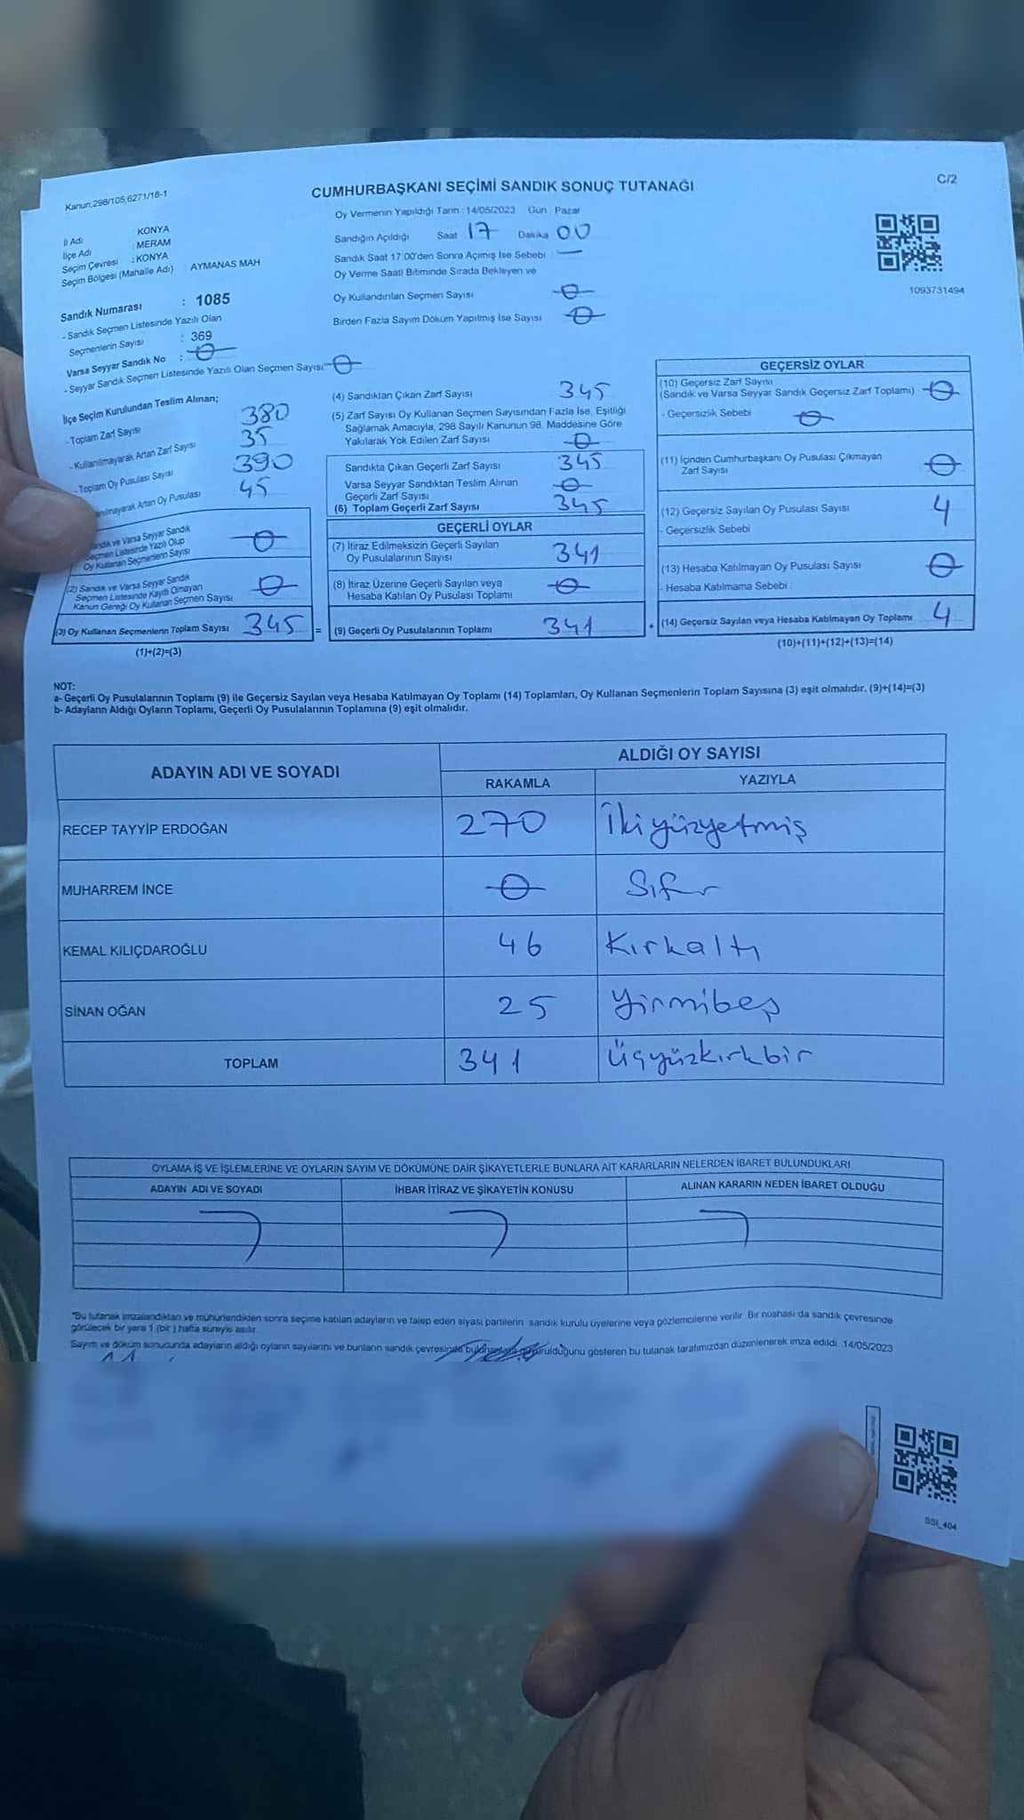 Kanun;298/105;6271/18-1
C/2
CUMHURBAŞKANI SEÇİMİ SANDIK SONUÇ TUTANAĞI
İl Adı : KONYA
İlçe Adı : MERAM
Seçim Çevresi : KONYA
Seçim Bölgesi (Mahalle Adı) AYMANAS MAH
Sandık Numarası : 1085
- Sandık Seçmen Listesinde Yazılı Olan
Seçmenlerin Sayısı : 369
Varsa Seyyar Sandık No : 0
- Seyyar Sandık Seçmen Listesinde Yazılı Olan Seçmen Sayısı: 0
Oy Vermenin Yapıldığı Tarih : 14/05/2023 Gün : Pazar
Sandığın Açıldığı Saat 17 Dakika 00
Sandık Saat 17:00'den Sonra Açımış İse Sebebi : —
Oy Verme Saati Bitiminde Sırada Bekleyen ve
Oy Kullandırılan Seçmen Sayısı 0
Birden Fazla Sayım Döküm Yapılmış İse Sayısı 0
1093731494
İlçe Seçim Kurulundan Teslim Alınan;
- Toplam Zarf Sayısı 380
- Kullanılmayarak Artan Zarf Sayısı 35
- Toplam Oy Pusulası Sayısı 390
Artan Oy Pusulası 45
ve Varsa Seyyar Sandık
Seçmen Listesinde Yazılı Olup
Oy Kullanan Seçmenlerin Sayısı 0
(2) Sandık ve Varsa Seyyar Sandık
Seçmen Listesinde Kayıtlı Olmayan
Kanun Gereği Oy Kullanan Seçmen Sayısı 0
(3) Oy Kullanan Seçmenlerin Toplam Sayısı 345 =
(1)+(2)=(3)
(4) Sandıktan Çıkan Zarf Sayısı 345
(5) Zarf Sayısı Oy Kullanan Seçmen Sayısından Fazla İse, Eşitliği
Sağlamak Amacıyla, 298 Sayılı Kanunun 98. Maddesine Göre
Yakılarak Yok Edilen Zarf Sayısı 0
Sandıkta Çıkan Geçerli Zarf Sayısı 345
Varsa Seyyar Sandıktan Teslim Alınan
Geçerli Zarf Sayısı 0
(6) Toplam Geçerli Zarf Sayısı 345
GEÇERLİ OYLAR
(7) İtiraz Edilmeksizin Geçerli Sayılan
Oy Pusulalarının Sayısı 341
(8) İtiraz Üzerine Geçerli Sayılan veya
Hesaba Katılan Oy Pusulası Toplamı 0
(9) Geçerli Oy Pusulalarının Toplamı 341 +
GEÇERSİZ OYLAR
(10) Geçersiz Zarf Sayısı
(Sandık ve Varsa Seyyar Sandık Geçersiz Zarf Toplamı) 0
- Geçersizlik Sebebi 0
(11) İçinden Cumhurbaşkanı Oy Pusulası Çıkmayan
Zarf Sayısı 0
(12) Geçersiz Sayılan Oy Pusulası Sayısı 4
- Geçersizlik Sebebi
(13) Hesaba Katılmayan Oy Pusulası Sayısı 0
- Hesaba Katılmama Sebebi :
(14) Geçersiz Sayılan veya Hesaba Katılmayan Oy Toplamı 4
(10)+(11)+(12)+(13)=(14)
NOT:
a- Geçerli Oy Pusulalarının Toplamı (9) ile Geçersiz Sayılan veya Hesaba Katılmayan Oy Toplamı (14) Toplamları, Oy Kullanan Seçmenlerin Toplam Sayısına (3) eşit olmalıdır. (9)+(14)=(3)
b- Adayların Aldığı Oyların Toplamı, Geçerli Oy Pusulalarının Toplamına (9) eşit olmalıdır.
ADAYIN ADI VE SOYADI ALDIĞI OY SAYISI
RAKAMLA YAZIYLA
RECEP TAYYİP ERDOĞAN 270 İkiyüzyetmiş
MUHARREM İNCE 0 Sıfır
KEMAL KILIÇDAROĞLU 46 Kırkaltı
SİNAN OĞAN 25 Yirmibeş
TOPLAM 341 Üçyüzkırkbir
OYLAMA İŞ VE İŞLEMLERİNE VE OYLARIN SAYIM VE DÖKÜMÜNE DAİR ŞİKAYETLERLE BUNLARA AİT KARARLARIN NELERDEN İBARET BULUNDUKLARI
ADAYIN ADI VE SOYADI İHBAR İTİRAZ VE ŞİKAYETİN KONUSU ALINAN KARARIN NEDEN İBARET OLDUĞU
"Bu tutanak imzalandıktan ve mühürlendikten sonra seçime katılan adayların ve talep eden siyasi partilerin sandık kurulu üyelerine veya gözlemcilerine verilir. Bir nüshası da sandık çevresinde
görülecek bir yere 1 (bir) hafta süreyle asılır.
Sayım ve döküm sonucunda adayların aldığı oyların sayılarını ve bunların sandık çevresinde gösteren bu tutanak tarafımızdan düzenlenerek imza edildi. 14/05/2023
SSI_404